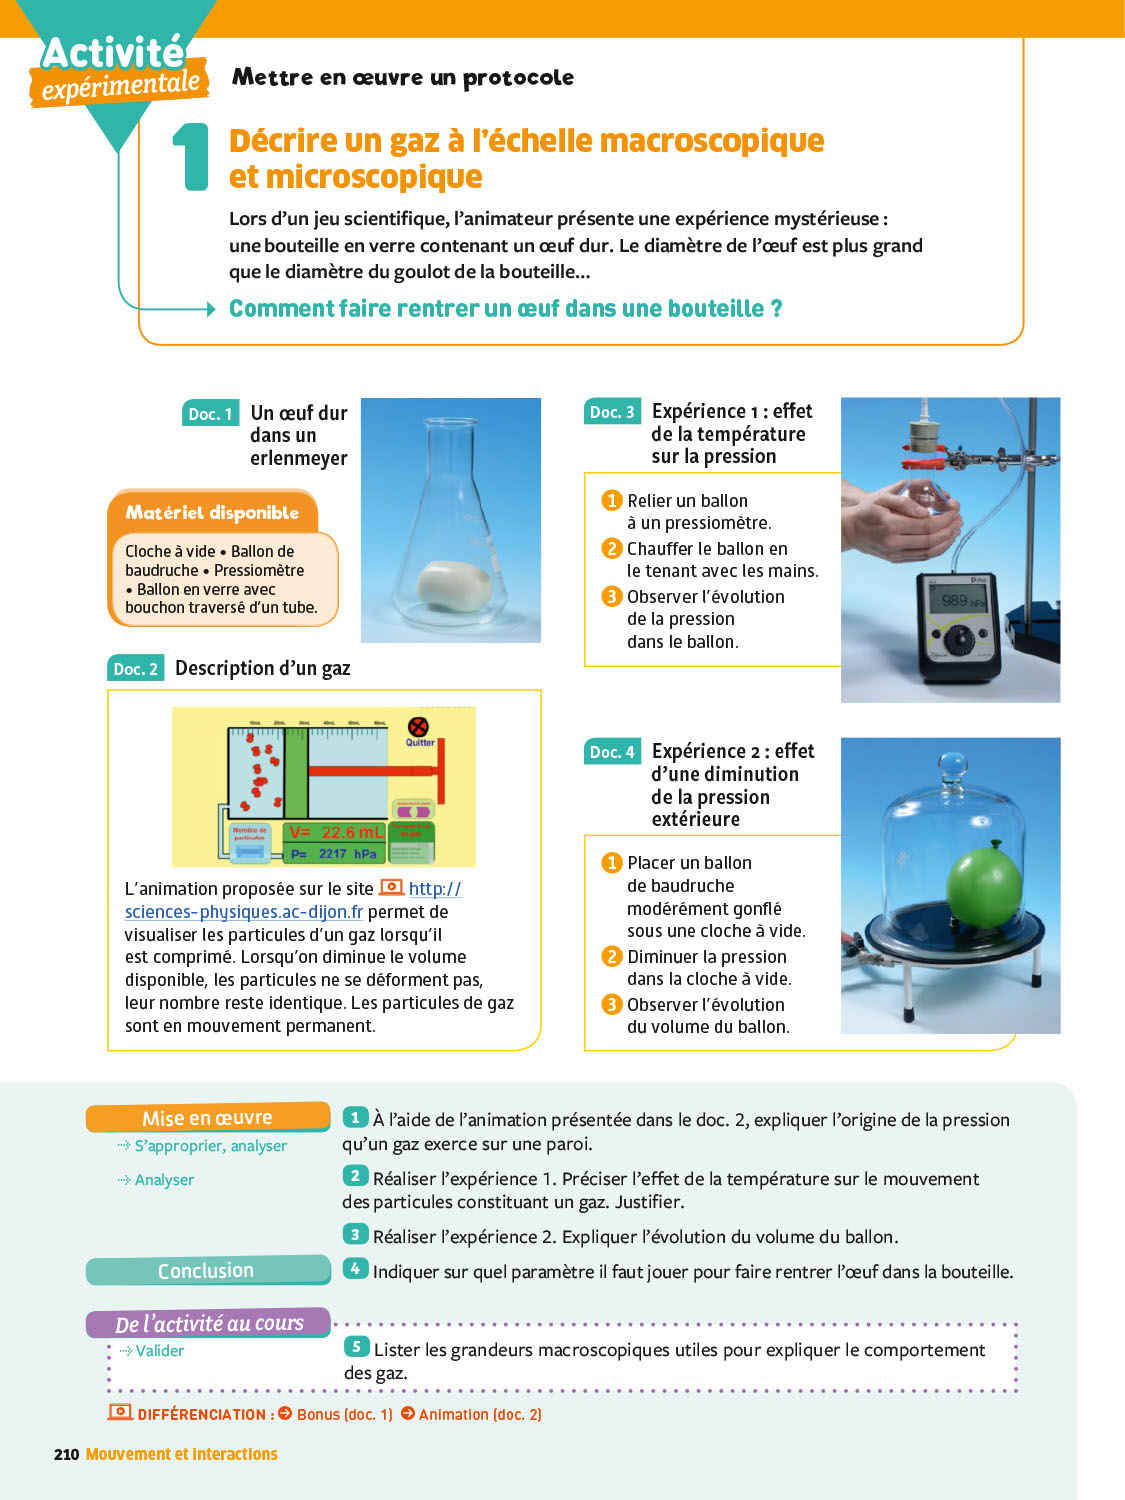 Activité
expérimentale
Mettre en œuvre un protocole
1
Décrire un gaz à l'échelle macroscopique
et microscopique
Lors d'un jeu scientifique, l'animateur présente une expérience mystérieuse :
une bouteille en verre contenant un œuf dur. Le diamètre de l'œuf est plus grand
que le diamètre du goulot de la bouteille...
Comment faire rentrer un œuf dans une bouteille ?
Doc. 1 Un œuf dur
dans un
erlenmeyer
Matériel disponible
Cloche à vide • Ballon de
baudruche • Pressiomètre
• Ballon en verre avec
bouchon traversé d'un tube.
Doc. 2 Description d'un gaz
10mL 20mL 30mL 40mL 50mL 60mL
Quitter
Nombre de
particules
V= 22.6 mL
P= 2217 hPa
L'animation proposée sur le site http://
sciences-physiques.ac-dijon.fr permet de
visualiser les particules d'un gaz lorsqu'il
est comprimé. Lorsqu'on diminue le volume
disponible, les particules ne se déforment pas,
leur nombre reste identique. Les particules de gaz
sont en mouvement permanent.
Doc. 3 Expérience 1 : effet
de la température
sur la pression
1 Relier un ballon
à un pressiomètre.
2 Chauffer le ballon en
le tenant avec les mains.
3 Observer l'évolution
de la pression
dans le ballon.
989 hPa
Doc. 4 Expérience 2 : effet
d'une diminution
de la pression
extérieure
1 Placer un ballon
de baudruche
modérément gonflé
sous une cloche à vide.
2 Diminuer la pression
dans la cloche à vide.
3 Observer l'évolution
du volume du ballon.
Mise en œuvre
S'approprier, analyser
1 À l'aide de l'animation présentée dans le doc. 2, expliquer l'origine de la pression
qu'un gaz exerce sur une paroi.
Analyser
2 Réaliser l'expérience 1. Préciser l'effet de la température sur le mouvement
des particules constituant un gaz. Justifier.
3 Réaliser l'expérience 2. Expliquer l'évolution du volume du ballon.
Conclusion
4 Indiquer sur quel paramètre il faut jouer pour faire rentrer l'œuf dans la bouteille.
De l'activité au cours
Valider
5 Lister les grandeurs macroscopiques utiles pour expliquer le comportement
des gaz.
DIFFÉRENCIATION : Bonus (doc. 1) Animation (doc. 2)
210 Mouvement et interactions